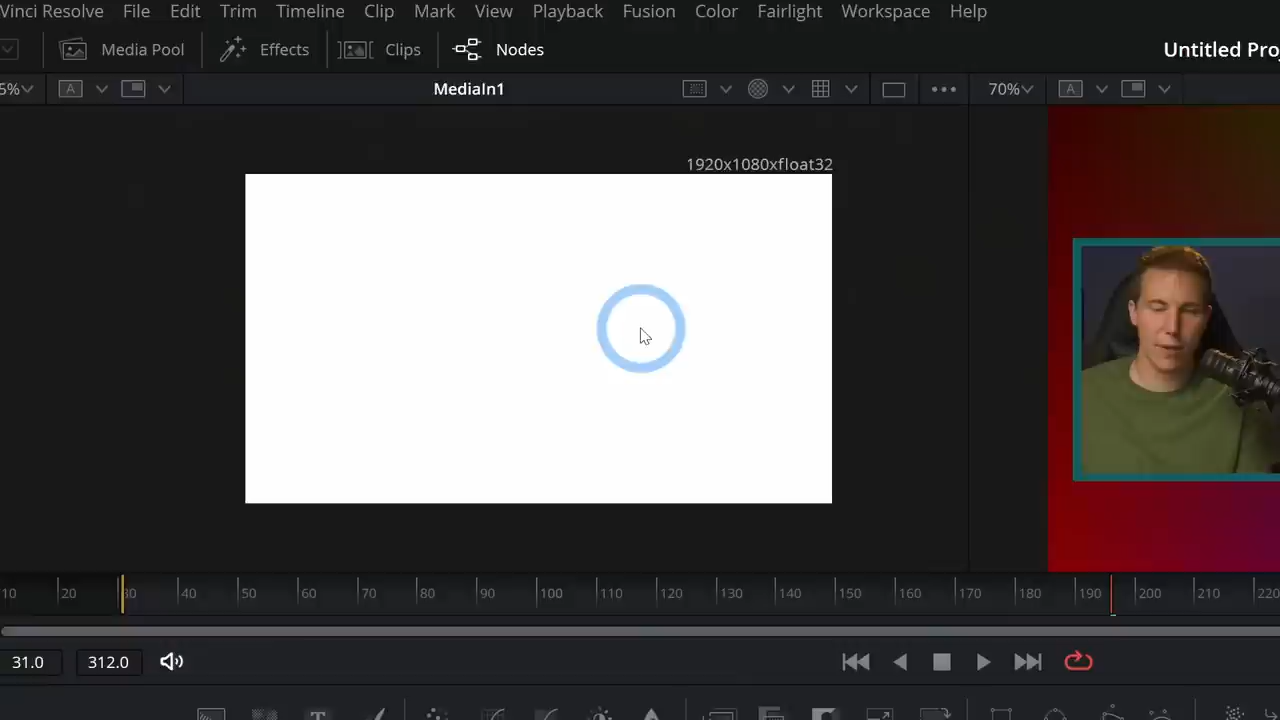 Vinci Resolve File Edit Trim Timeline Clip Mark View Playback Fusion Color Fairlight Workspace Help
Media Pool Effects Clips Nodes Untitled Pro
5% A MediaIn1 70% A
1920x1080xfloat32
10 20 30 40 50 60 70 80 90 100 110 120 130 140 150 160 170 180 190 200 210 220
31.0 312.0
T